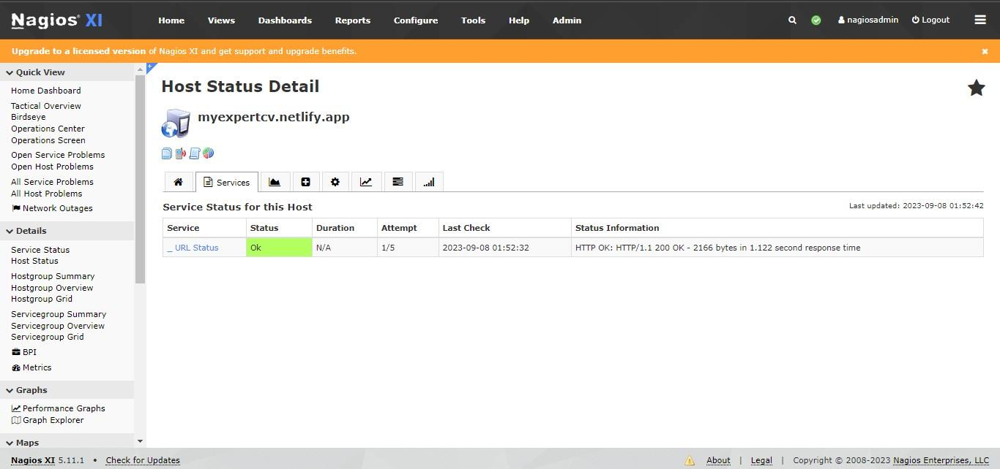 Nagios® XI
Home Views Dashboards Reports Configure Tools Help Admin nagiosadmin Logout
Upgrade to a licensed version of Nagios XI and get support and upgrade benefits.
Quick View
Home Dashboard
Tactical Overview
Birdseye
Operations Center
Operations Screen
Open Service Problems
Open Host Problems
All Service Problems
All Host Problems
Network Outages
Details
Service Status
Host Status
Hostgroup Summary
Hostgroup Overview
Hostgroup Grid
Servicegroup Summary
Servicegroup Overview
Servicegroup Grid
BPI
Metrics
Graphs
Performance Graphs
Graph Explorer
Maps
Host Status Detail
myexpertcv.netlify.app
Services
Service Status for this Host
Last updated: 2023-09-08 01:52:42
Service Status Duration Attempt Last Check Status Information
_ URL Status Ok N/A 1/5 2023-09-08 01:52:32 HTTP OK: HTTP/1.1 200 OK - 2166 bytes in 1.122 second response time
Nagios XI 5.11.1 • Check for Updates About | Legal | Copyright © 2008-2023 Nagios Enterprises, LLC